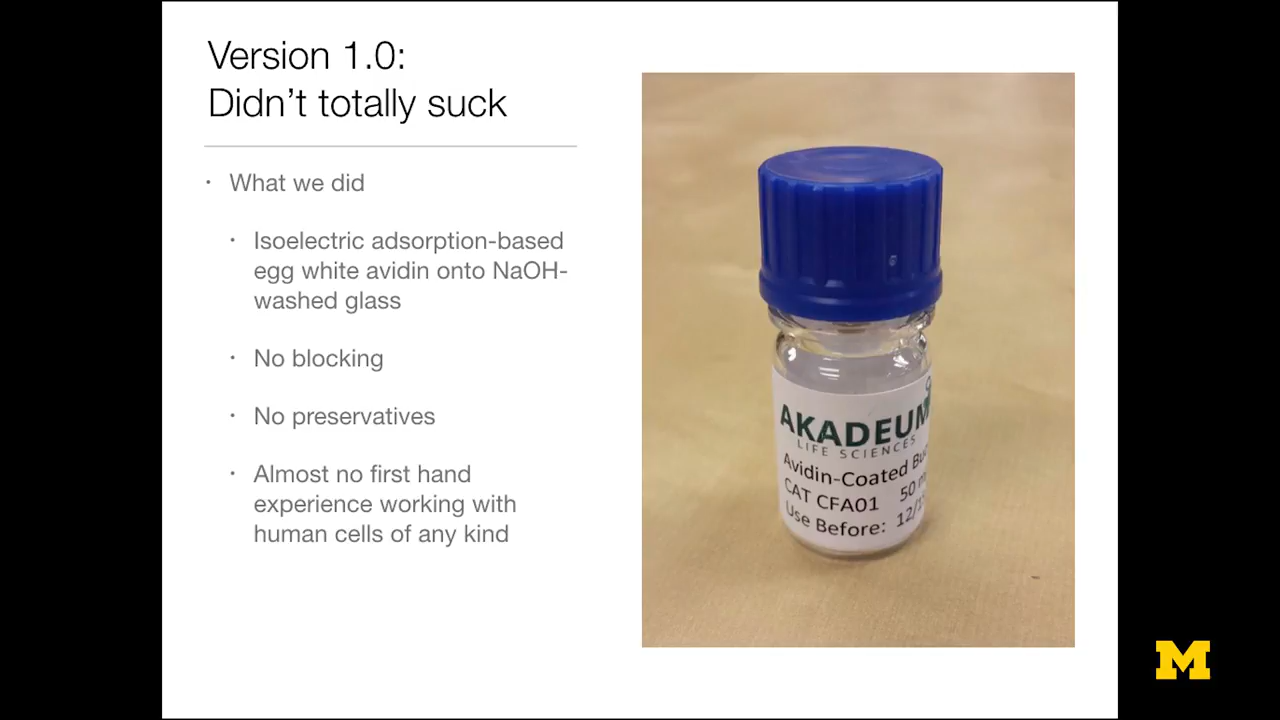 Version 1.0:
Didn't totally suck
• What we did
• Isoelectric adsorption-based
egg white avidin onto NaOH-
washed glass
• No blocking
• No preservatives
• Almost no first hand
experience working with
human cells of any kind
AKADEUM
LIFE SCIENCES
Avidin-Coated
CAT CFA01 50
Use Before:
M